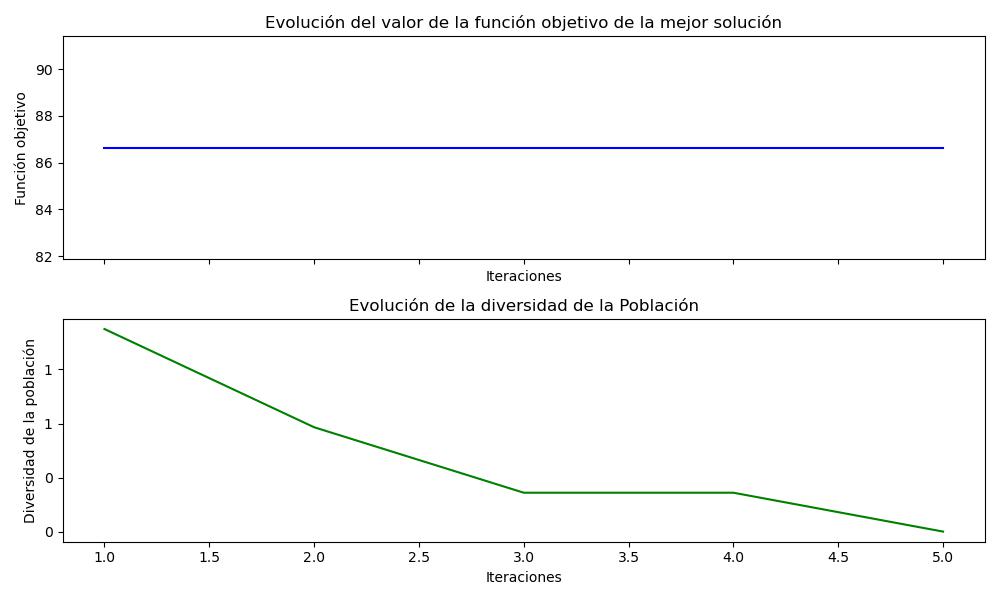 Evolución del valor de la función objetivo de la mejor solución
90
88
86
84
82
Función objetivo
Iteraciones
Evolución de la diversidad de la Población
1
1
0
0
Diversidad de la población
1.0 1.5 2.0 2.5 3.0 3.5 4.0 4.5 5.0
Iteraciones